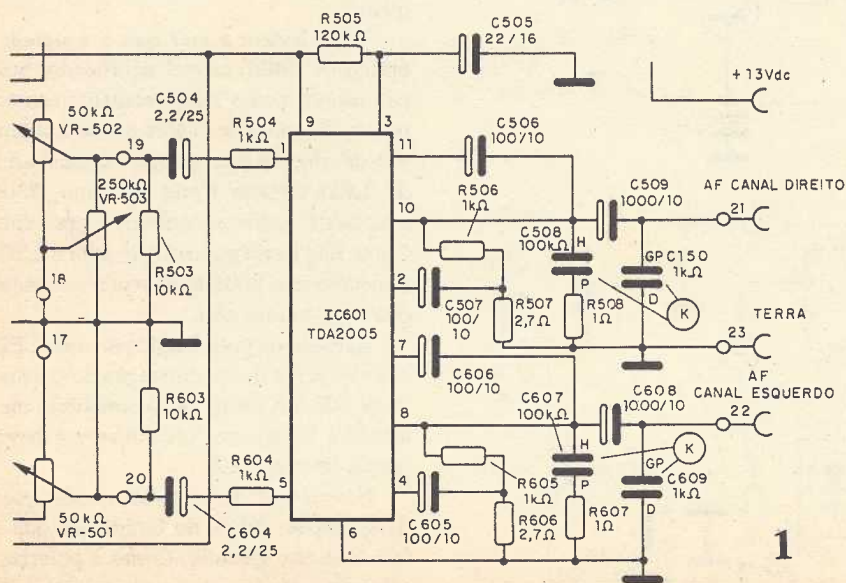 R505
120kΩ
C505
22/16
+13Vdc
50kΩ
VR-502
C504
2,2/25
R504
1kΩ
19
1
9
3
11
C506
100/10
R506
1kΩ
C509
1000/10
AF CANAL DIREITO
21
250kΩ
VR-503
10
C508
100kΩ
H
P
GPC150
1kΩ
D
K
R503
10kΩ
18
IC601
TDA2005
2
C507
100/
10
R507
2,7Ω
R508
1Ω
TERRA
23
17
7
C606
100/10
AF
CANAL ESQUERDO
22
R603
10kΩ
8
C607
100kΩ
H
P
C608
1000/10
K
GP
C609
1kΩ
D
R604
1kΩ
20
5
4
R605
1kΩ
R607
1Ω
50kΩ
VR-501
C604
2,2/25
6
C605
100/10
R606
2,7Ω
1